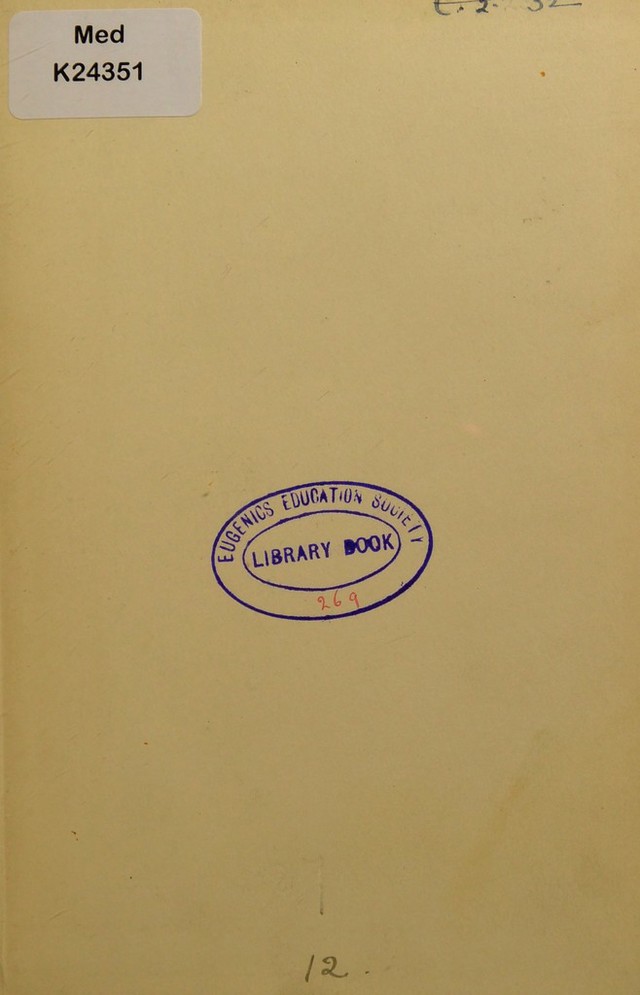 Med
K24351
EUGENICS EDUCATION SOCIETY
LIBRARY BOOK
269
12.